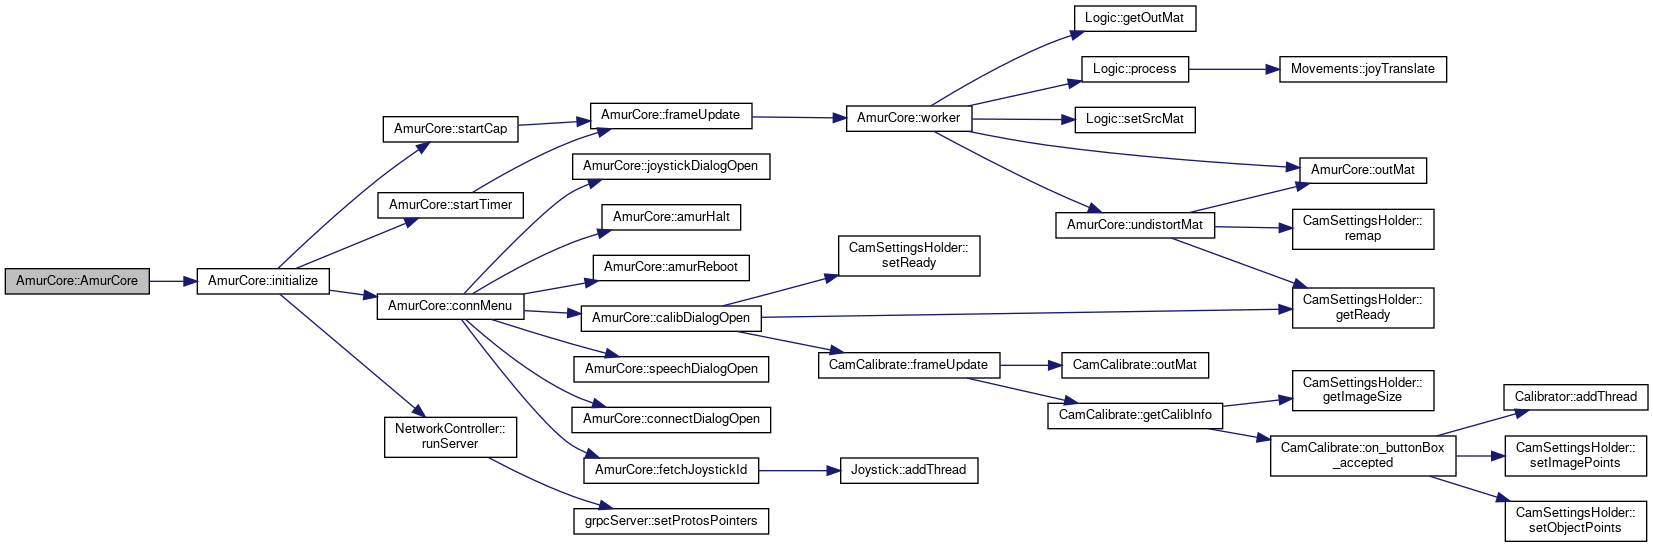 AmurCore::AmurCore
AmurCore::initialize
AmurCore::startCap
AmurCore::startTimer
AmurCore::connMenu
NetworkController::
runServer
AmurCore::frameUpdate
AmurCore::joystickDialogOpen
AmurCore::amurHalt
AmurCore::amurReboot
AmurCore::calibDialogOpen
AmurCore::speechDialogOpen
AmurCore::connectDialogOpen
AmurCore::fetchJoystickId
grpcServer::setProtosPointers
AmurCore::worker
CamSettingsHolder::
setReady
CamCalibrate::frameUpdate
Joystick::addThread
Logic::getOutMat
Logic::process
Logic::setSrcMat
AmurCore::undistortMat
CamCalibrate::outMat
CamCalibrate::getCalibInfo
Movements::joyTranslate
AmurCore::outMat
CamSettingsHolder::
remap
CamSettingsHolder::
getReady
CamSettingsHolder::
getImageSize
CamCalibrate::on_buttonBox
_accepted
Calibrator::addThread
CamSettingsHolder::
setImagePoints
CamSettingsHolder::
setObjectPoints